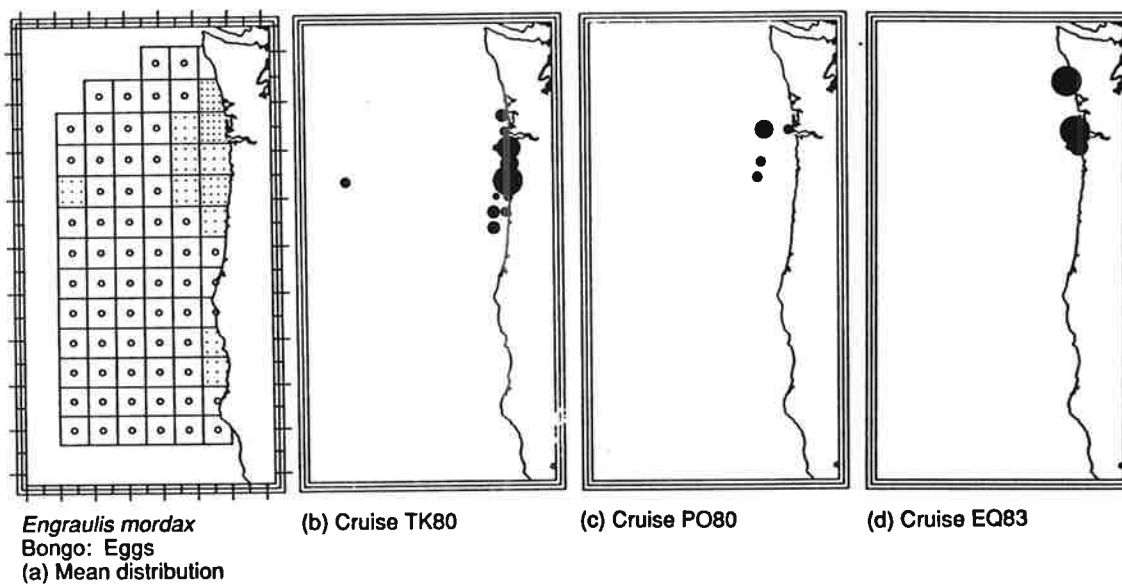 Engraulis mordax
Bongo: Eggs
(a) Mean distribution
(b) Cruise TK80
(c) Cruise PO80
(d) Cruise EQ83